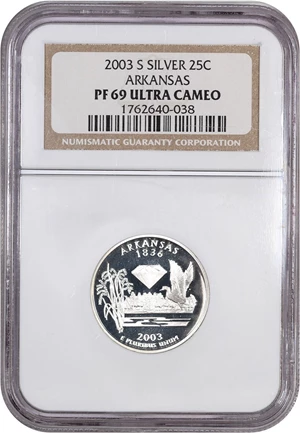 2003 S SILVER 25C
ARKANSAS
PF 69 ULTRA CAMEO
1762640-038
NUMISMATIC GUARANTY CORPORATION
ARKANSAS
1836
2003
E PLURIBUS UNUM